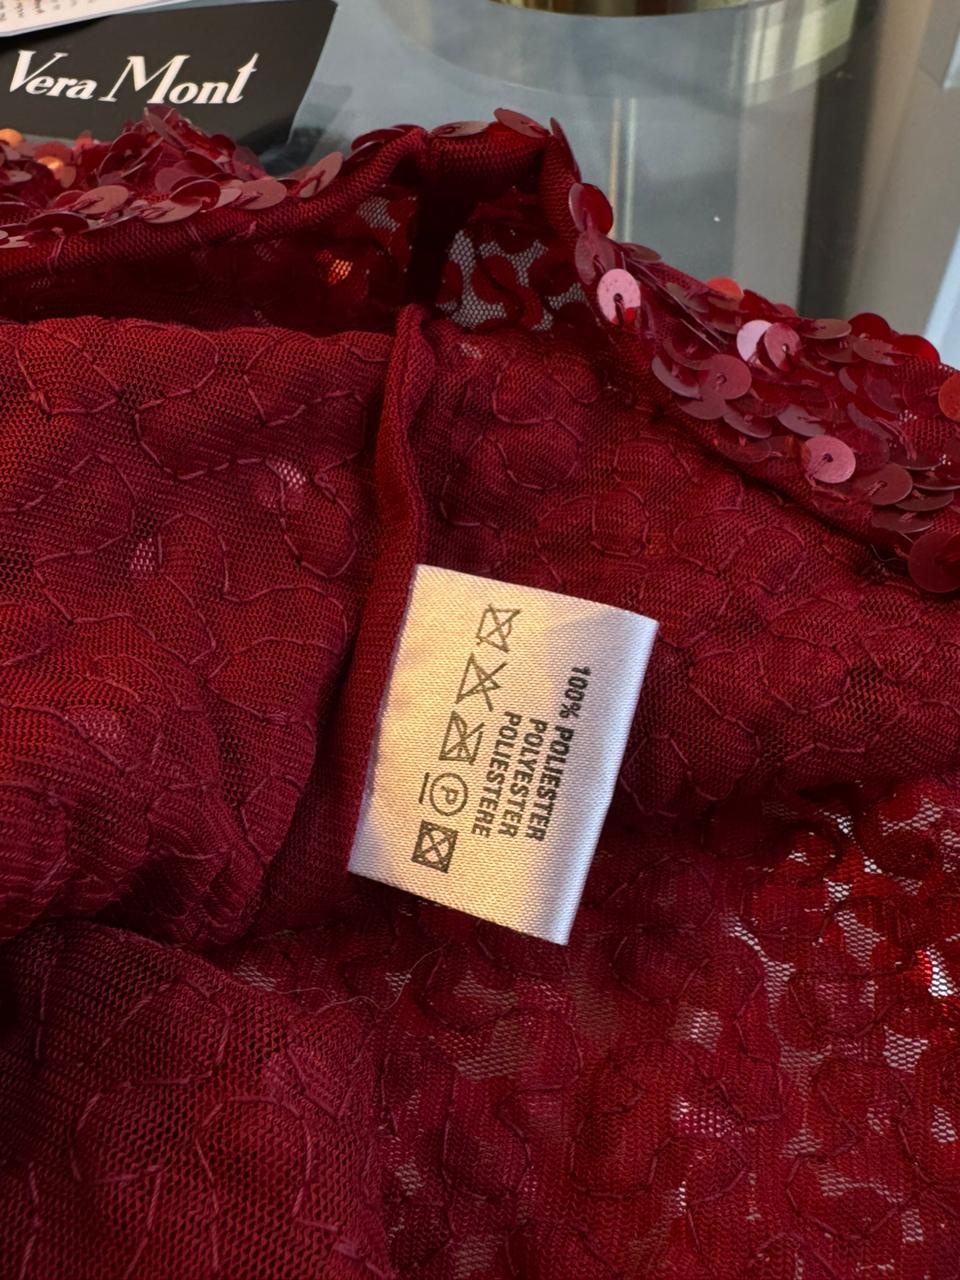 Vera Mont
100% POLIESTER
POLYESTER
POLIESTERE
P